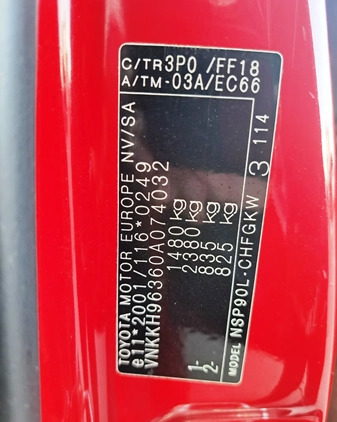 C/TR 3P0 /FF18
A/TM -03A/EC66
TOYOTA MOTOR EUROPE NV/SA
e11*2001/116*0249
VNKKH96360A074032
1480 kg
2380 kg
1- 835 kg
2- 825 kg
MODEL NSP90L-CHFGKW 3 114